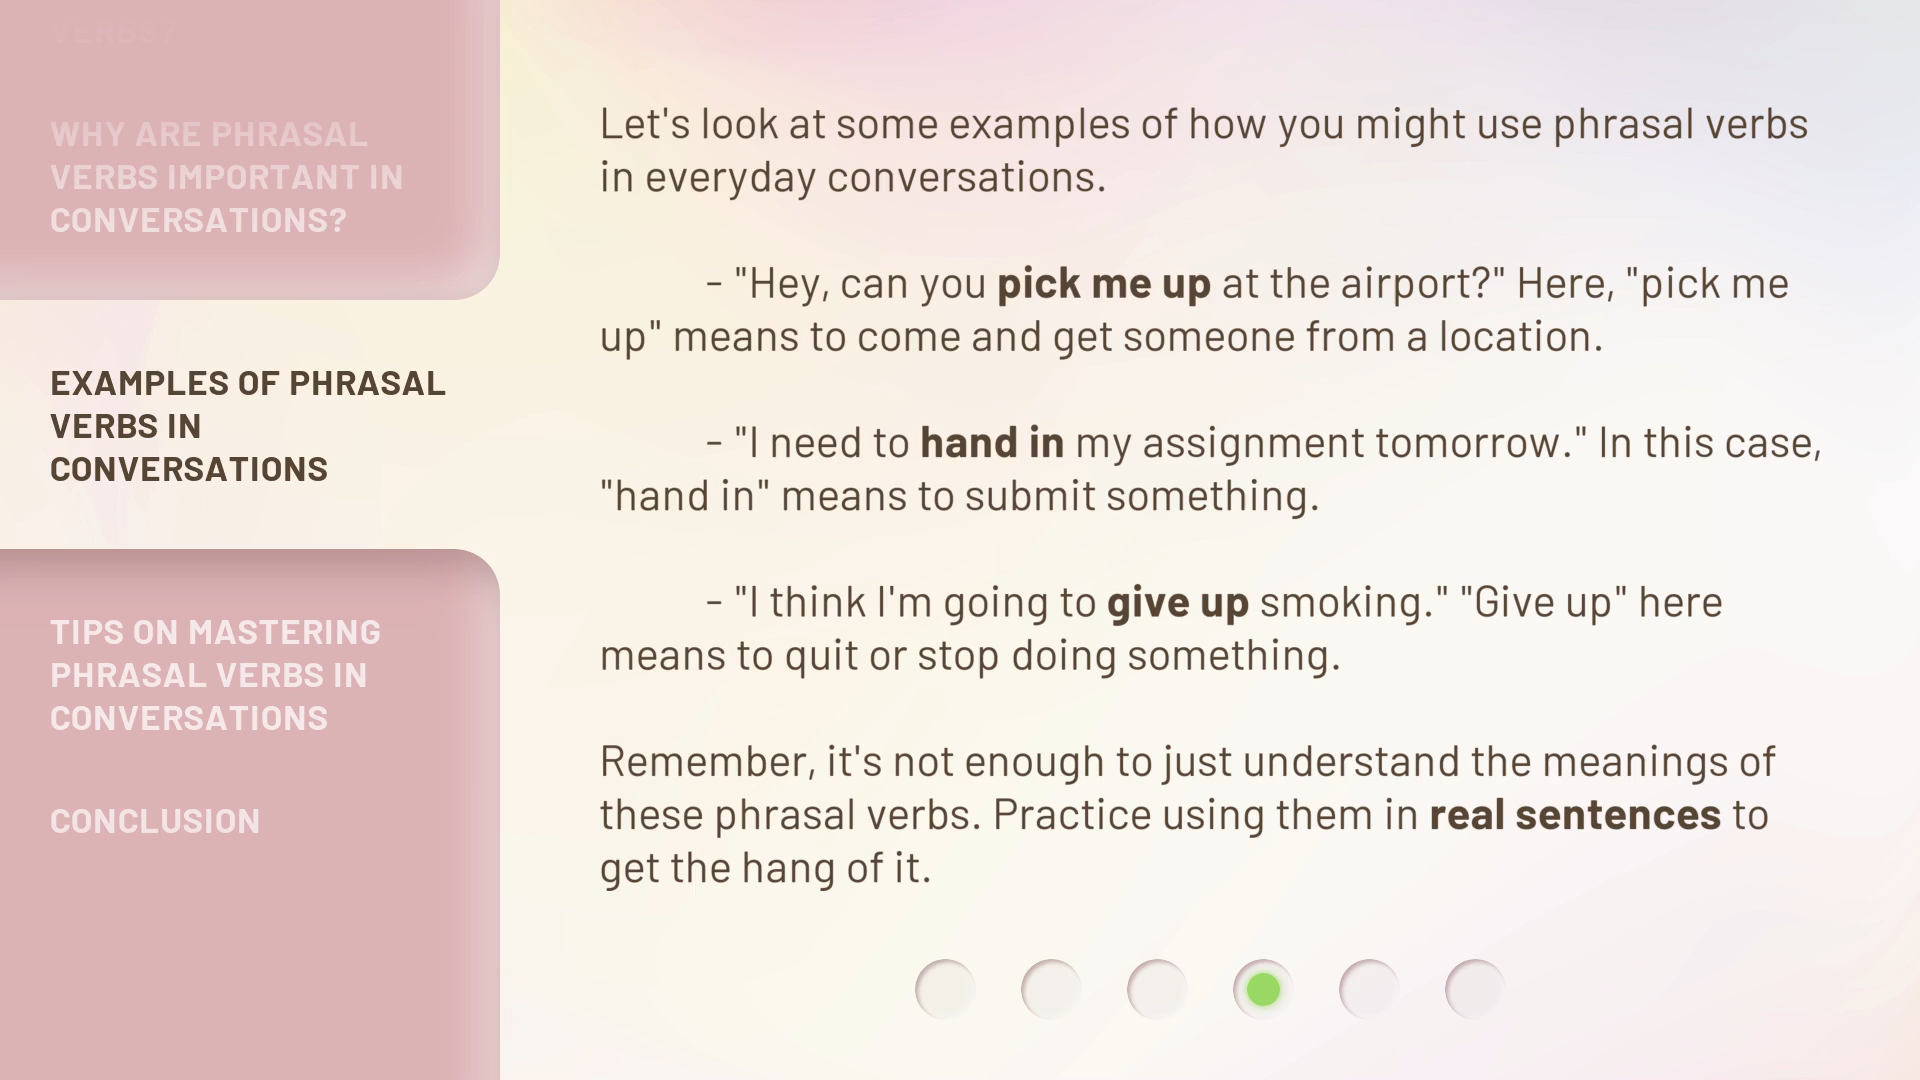 VERBS?
WHY ARE PHRASAL
VERBS IMPORTANT IN
CONVERSATIONS?
EXAMPLES OF PHRASAL
VERBS IN
CONVERSATIONS
TIPS ON MASTERING
PHRASAL VERBS IN
CONVERSATIONS
CONCLUSION
Let's look at some examples of how you might use phrasal verbs
in everyday conversations.
- "Hey, can you pick me up at the airport?" Here, "pick me
up" means to come and get someone from a location.
- "I need to hand in my assignment tomorrow." In this case,
"hand in" means to submit something.
- "I think I'm going to give up smoking." "Give up" here
means to quit or stop doing something.
Remember, it's not enough to just understand the meanings of
these phrasal verbs. Practice using them in real sentences to
get the hang of it.